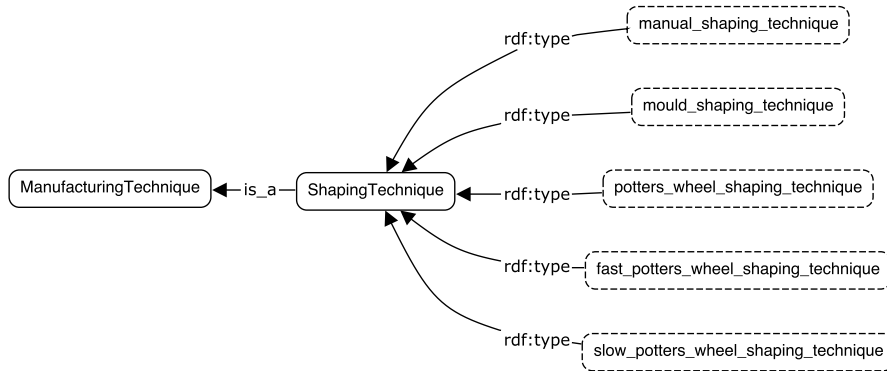 manual_shaping_technique
rdf:type
mould_shaping_technique
rdf:type
ManufacturingTechnique
is_a
ShapingTechnique
rdf:type
potters_wheel_shaping_technique
rdf:type
fast_potters_wheel_shaping_technique
rdf:type
slow_potters_wheel_shaping_technique